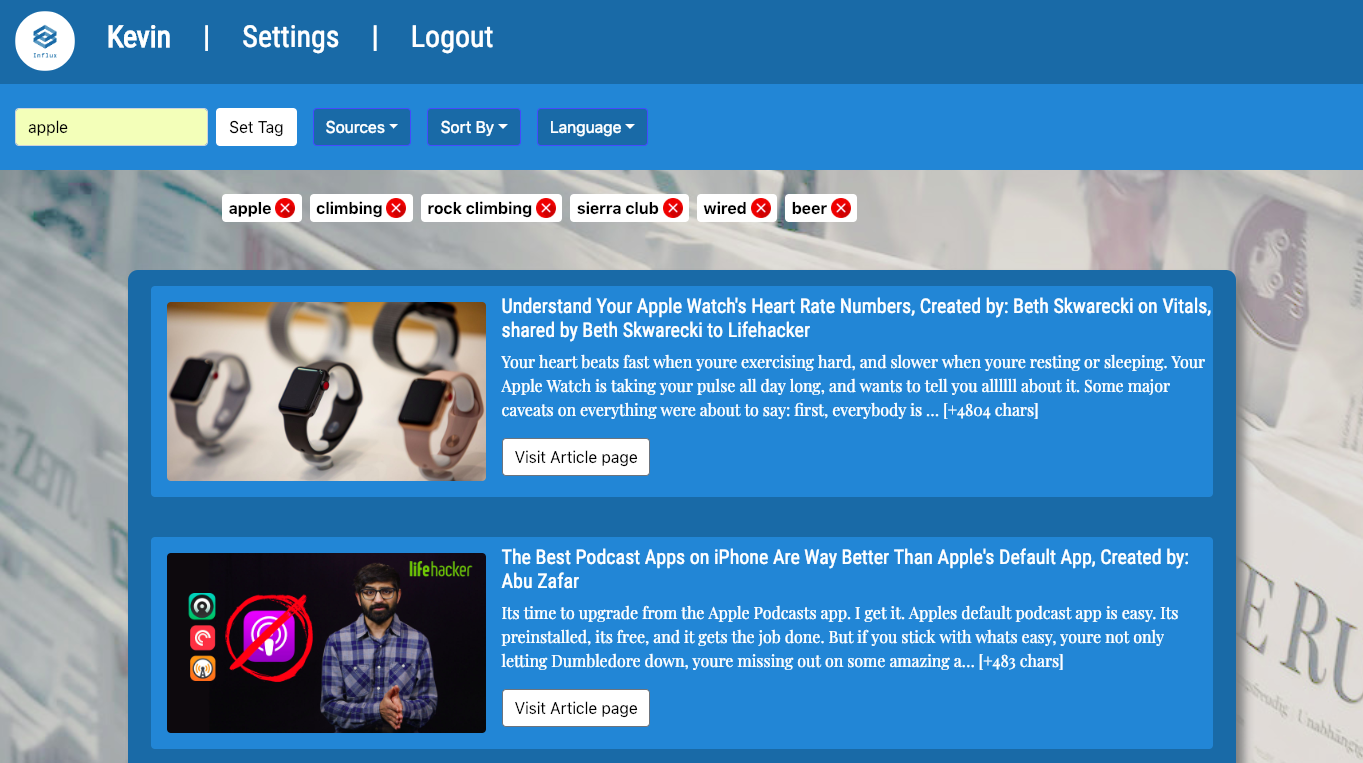 Influx
Kevin | Settings | Logout
apple Set Tag Sources Sort By Language
apple climbing rock climbing sierra club wired beer
Understand Your Apple Watch's Heart Rate Numbers, Created by: Beth Skwarecki on Vitals,
shared by Beth Skwarecki to Lifehacker
Your heart beats fast when youre exercising hard, and slower when youre resting or sleeping. Your
Apple Watch is taking your pulse all day long, and wants to tell you allllll about it. Some major
caveats on everything were about to say: first, everybody is … [+4804 chars]
Visit Article page
lifehacker
The Best Podcast Apps on iPhone Are Way Better Than Apple's Default App, Created by:
Abu Zafar
Its time to upgrade from the Apple Podcasts app. I get it. Apples default podcast app is easy. Its
preinstalled, its free, and it gets the job done. But if you stick with whats easy, youre not only
letting Dumbledore down, youre missing out on some amazing a… [+483 chars]
Visit Article page